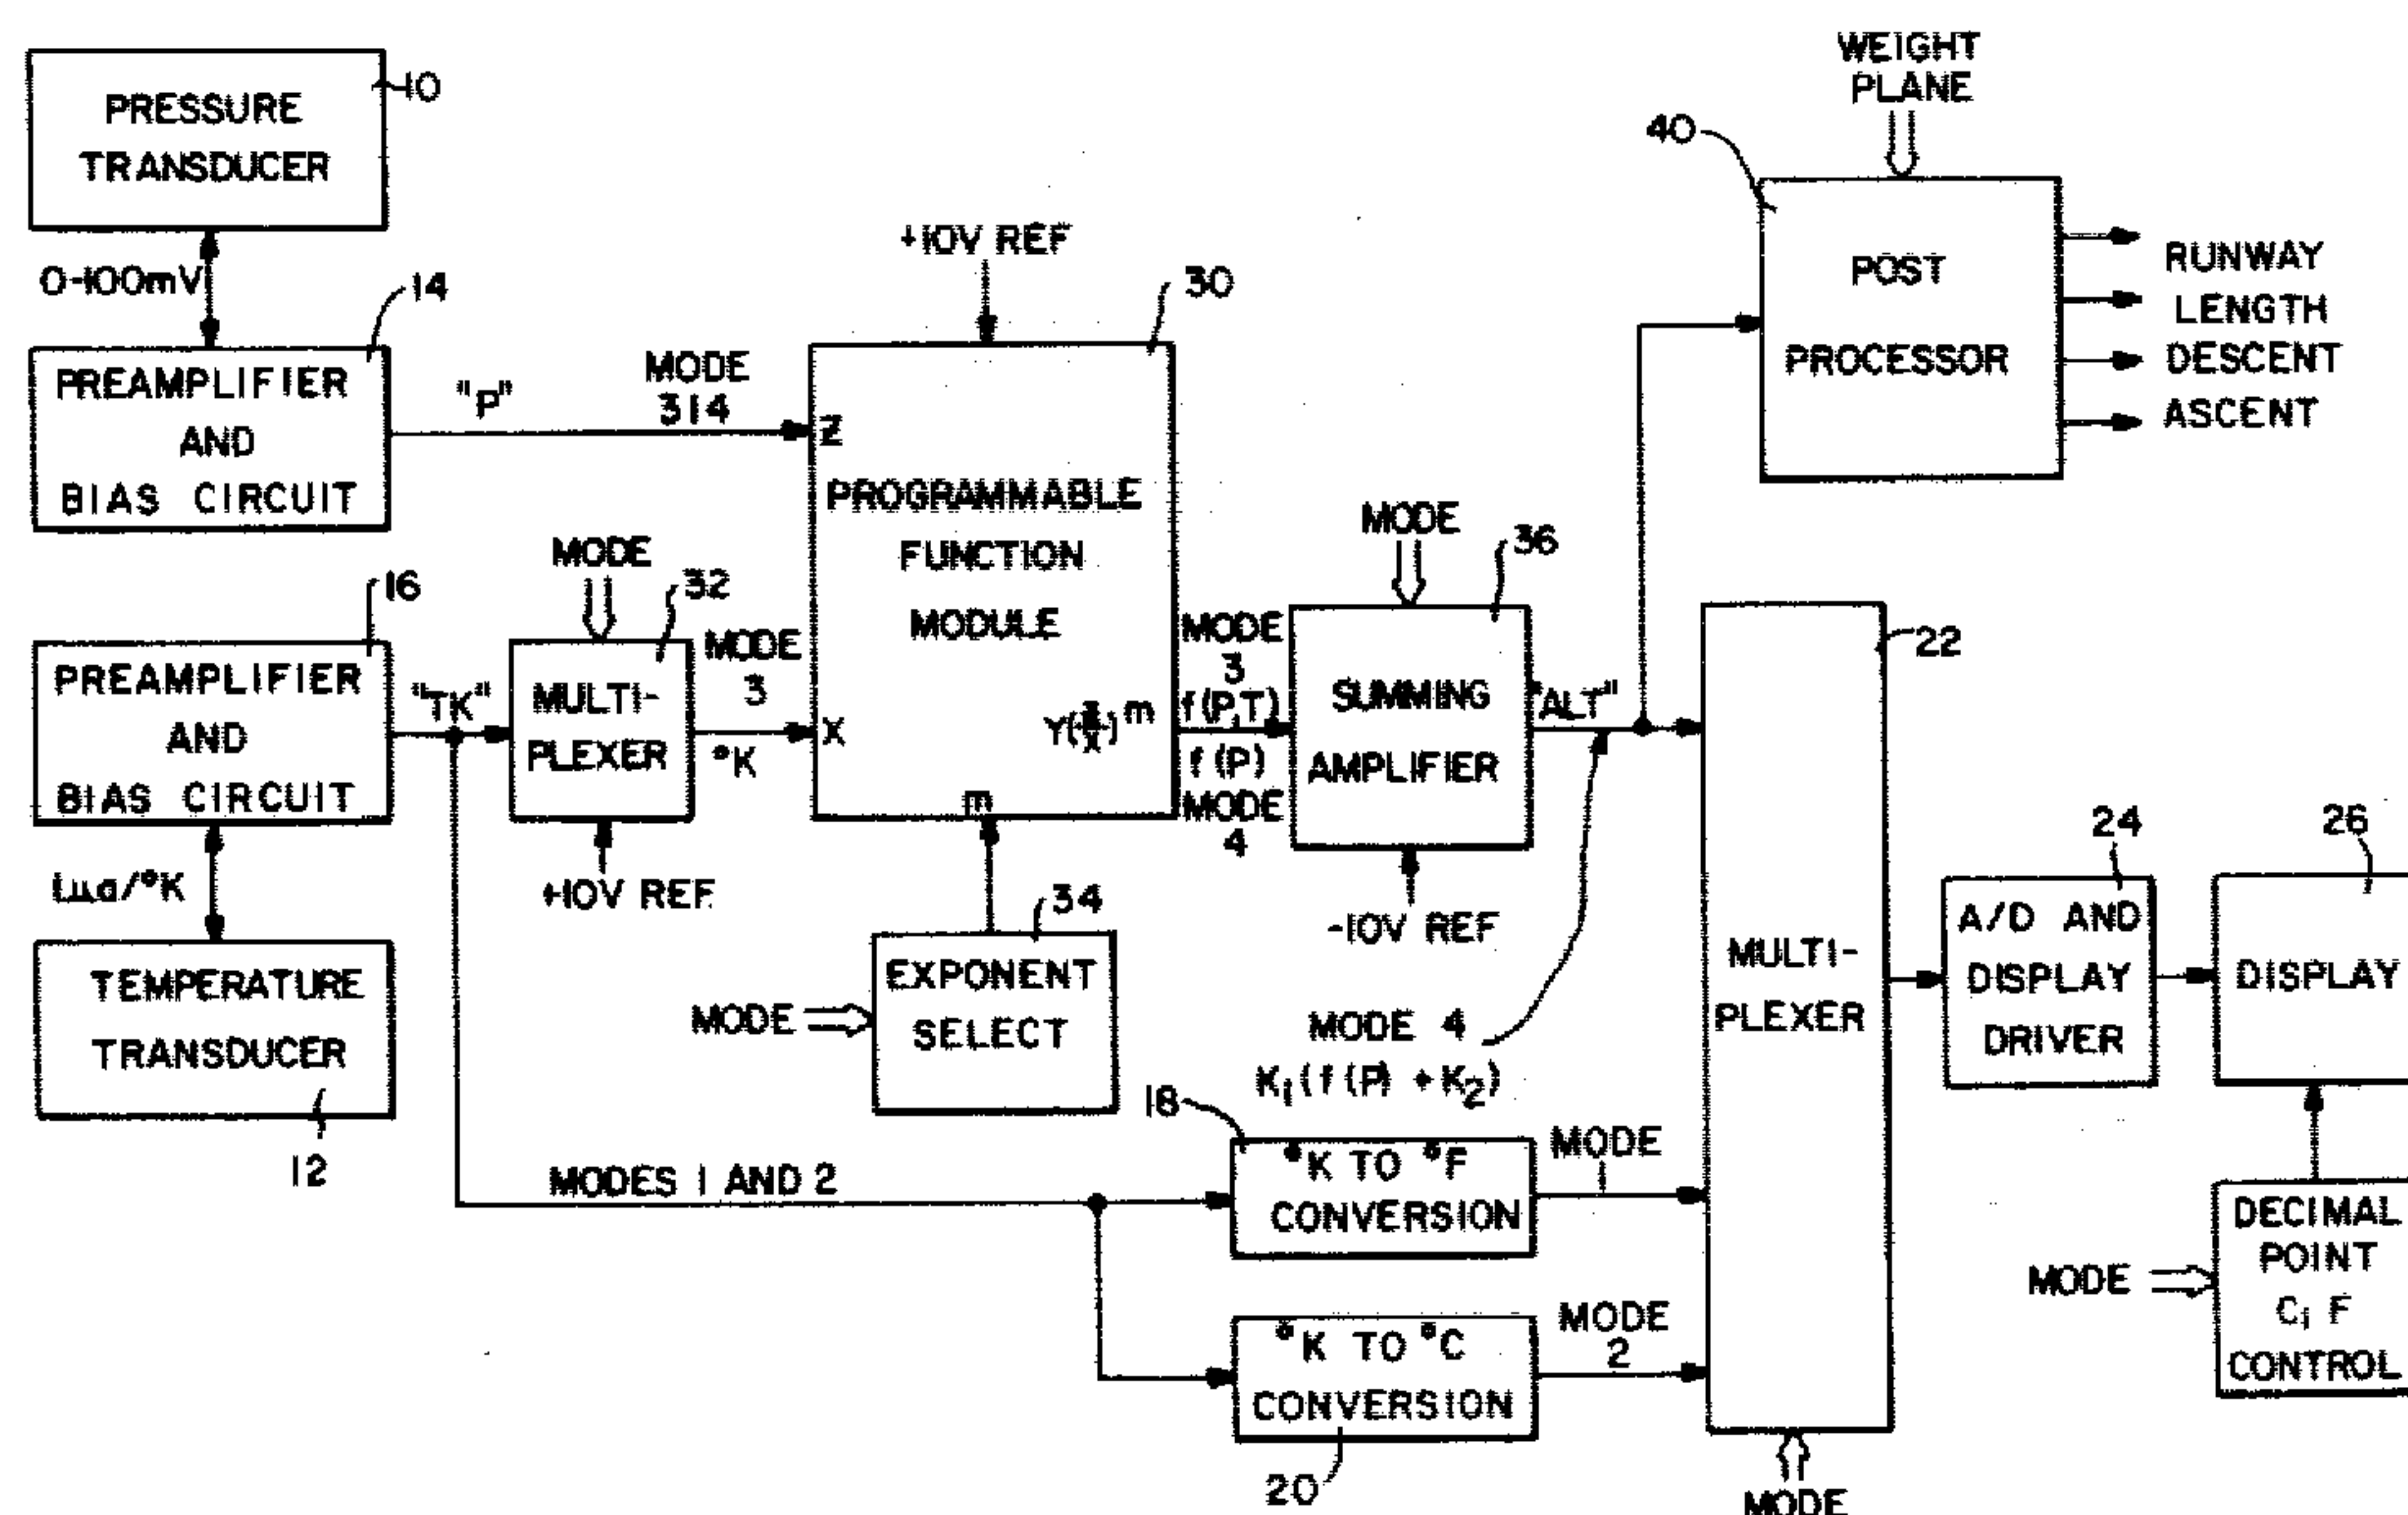 PRESSURE
TRANSDUCER
10
0-100mV
14
PREAMPLIFIER
AND
BIAS CIRCUIT
"P"
MODE
314
+10V REF
30
Z
PROGRAMMABLE
FUNCTION
MODULE
X
Y(Z/X)m
m
16
PREAMPLIFIER
AND
BIAS CIRCUIT
"TK"
MODE
32
MULTI-
PLEXER
MODE
3
°K
+10V REF
TEMPERATURE
TRANSDUCER
12
34
EXPONENT
SELECT
MODE
MODE
3
f(P,T)
f(P)
MODE
4
MODE
36
SUMMING
AMPLIFIER
-10V REF
"ALT"
MODE 4
K1(f(P) + K2)
WEIGHT
PLANE
40
POST
PROCESSOR
RUNWAY
LENGTH
DESCENT
ASCENT
22
MULTI-
PLEXER
MODE
24
A/D AND
DISPLAY
DRIVER
26
DISPLAY
MODE
DECIMAL
POINT
C1 F
CONTROL
MODES 1 AND 2
18
°K TO °F
CONVERSION
MODE
1
°K TO °C
CONVERSION
20
MODE
2